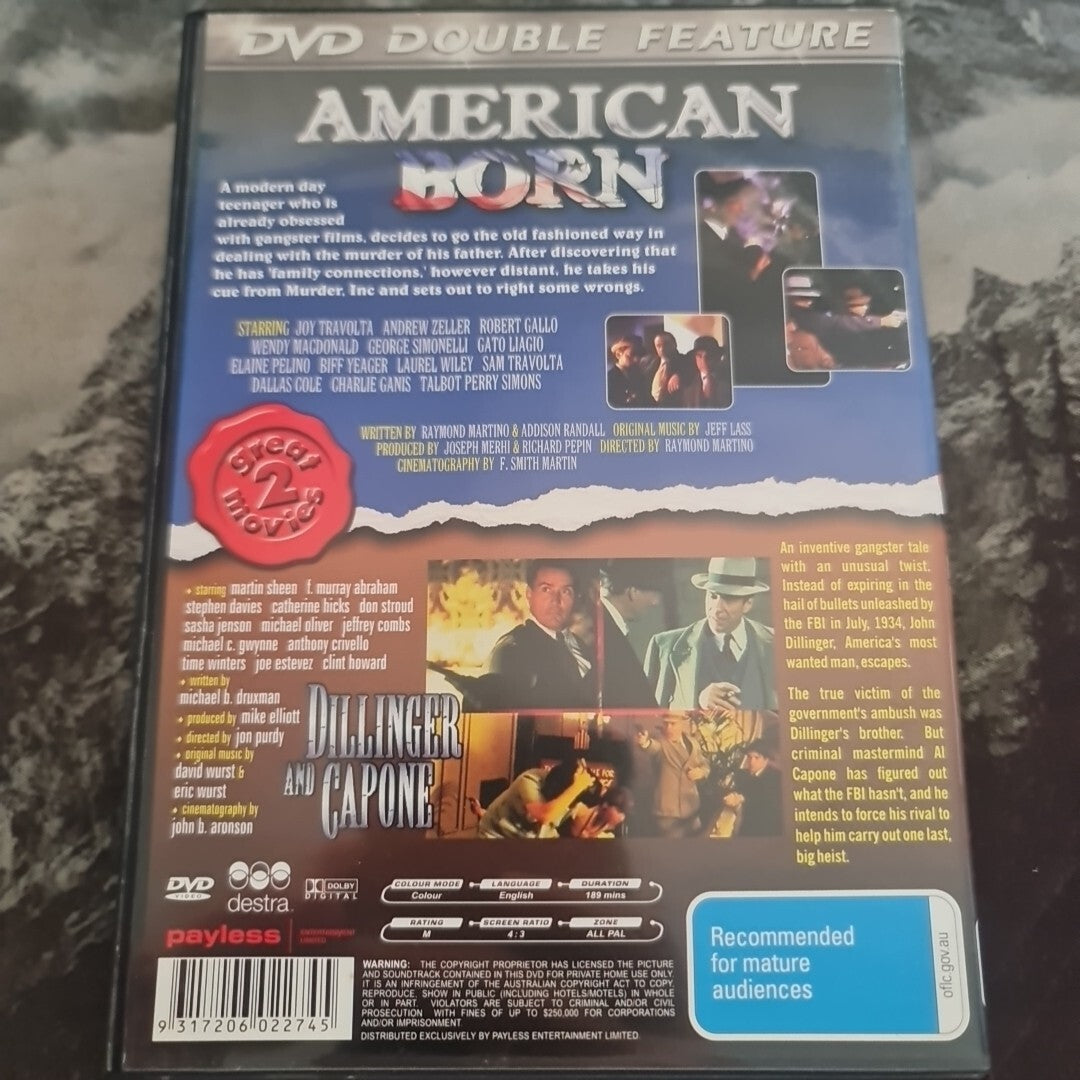 DVD DOUBLE FEATURE
AMERICAN
BORN
A modern day
teenager who is
already obsessed
with gangster films, decides to go the old fashioned way in
dealing with the murder of his father. After discovering that
he has 'family connections,' however distant, he takes his
cue from Murder, Inc and sets out to right some wrongs.
STARRING JOY TRAVOLTA ANDREW ZELLER ROBERT GALLO
WENDY MACDONALD GEORGE SIMONELLI GATO LIAGIO
ELAINE PELINO BIFF YEAGER LAUREL WILEY SAM TRAVOLTA
DALLAS COLE CHARLIE GANIS TALBOT PERRY SIMONS
WRITTEN BY RAYMOND MARTINO & ADDISON RANDALL ORIGINAL MUSIC BY JEFF LASS
PRODUCED BY JOSEPH MERHI & RICHARD PEPIN DIRECTED BY RAYMOND MARTINO
CINEMATOGRAPHY BY F. SMITH MARTIN
great
2
movies
• starring martin sheen f. murray abraham
stephen davies catherine hicks don stroud
sasha jenson michael oliver jeffrey combs
michael c. gwynne anthony crivello
time winters joe estevez clint howard
• written by
michael b. druxman
• produced by mike elliott
• directed by jon purdy
• original music by
david wurst &
eric wurst
• cinematography by
john b. aronson
DILLINGER
AND CAPONE
An inventive gangster tale
with an unusual twist.
Instead of expiring in the
hail of bullets unleashed by
the FBI in July, 1934, John
Dillinger, America's most
wanted man, escapes.
The true victim of the
government's ambush was
Dillinger's brother. But
criminal mastermind Al
Capone has figured out
what the FBI hasn't, and he
intends to force his rival to
help him carry out one last,
big heist.
DVD
VIDEO
destra
DOLBY
DIGITAL
COLOUR MODE LANGUAGE DURATION
Colour English 189 mins
RATING SCREEN RATIO ZONE
M 4:3 ALL PAL
payless ENTERTAINMENT
LIMITED
Recommended
for mature
audiences
oflc.gov.au
WARNING: THE COPYRIGHT PROPRIETOR HAS LICENSED THE PICTURE
AND SOUNDTRACK CONTAINED IN THIS DVD FOR PRIVATE HOME USE ONLY.
IT IS AN INFRINGEMENT OF THE AUSTRALIAN COPYRIGHT ACT TO COPY,
REPRODUCE, SHOW IN PUBLIC (INCLUDING HOTELS/MOTELS) IN WHOLE
OR IN PART. VIOLATORS ARE SUBJECT TO CRIMINAL AND/OR CIVIL
PROSECUTION WITH FINES OF UP TO $250,000 FOR CORPORATIONS
AND/OR IMPRISONMENT
DISTRIBUTED EXCLUSIVELY BY PAYLESS ENTERTAINMENT LIMITED.
9 317206 022745